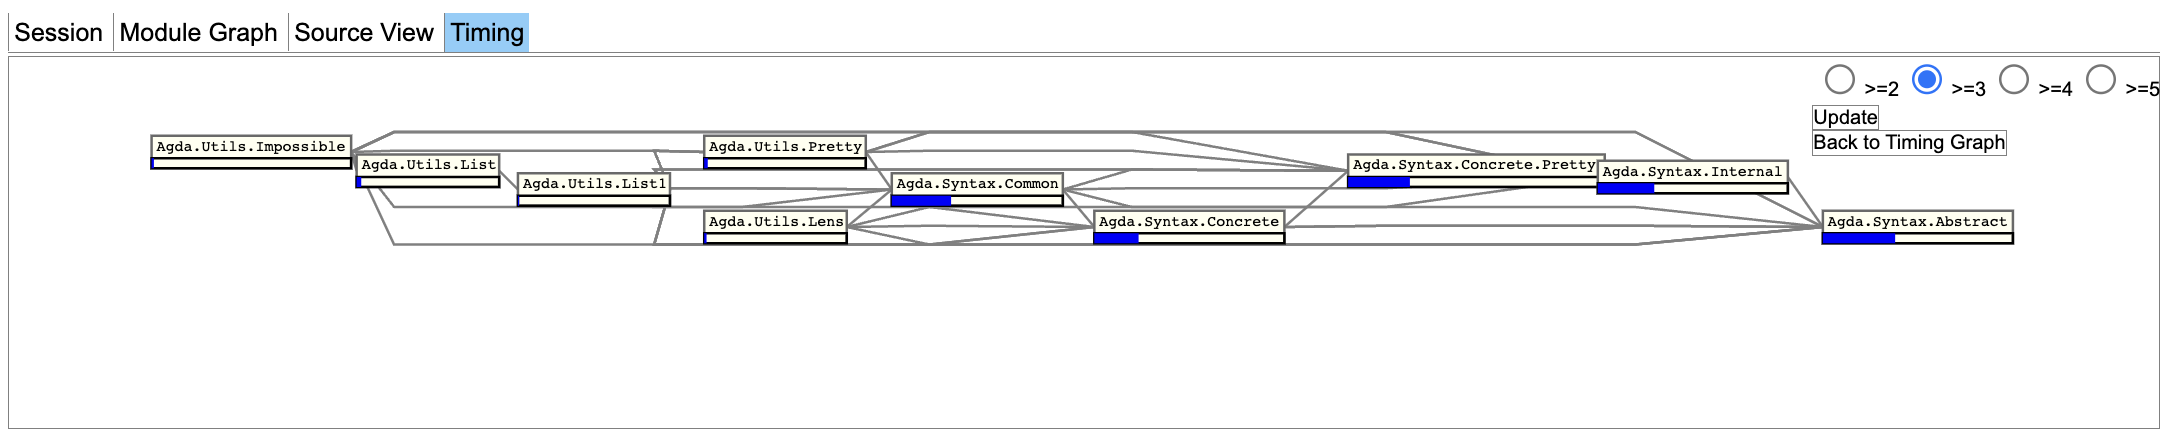 Session Module Graph Source View Timing
>=2 >=3 >=4 >=5
Update
Back to Timing Graph
Agda.Utils.Impossible
Agda.Utils.List
Agda.Utils.List1
Agda.Utils.Pretty
Agda.Utils.Lens
Agda.Syntax.Common
Agda.Syntax.Concrete
Agda.Syntax.Concrete.Pretty
Agda.Syntax.Internal
Agda.Syntax.Abstract